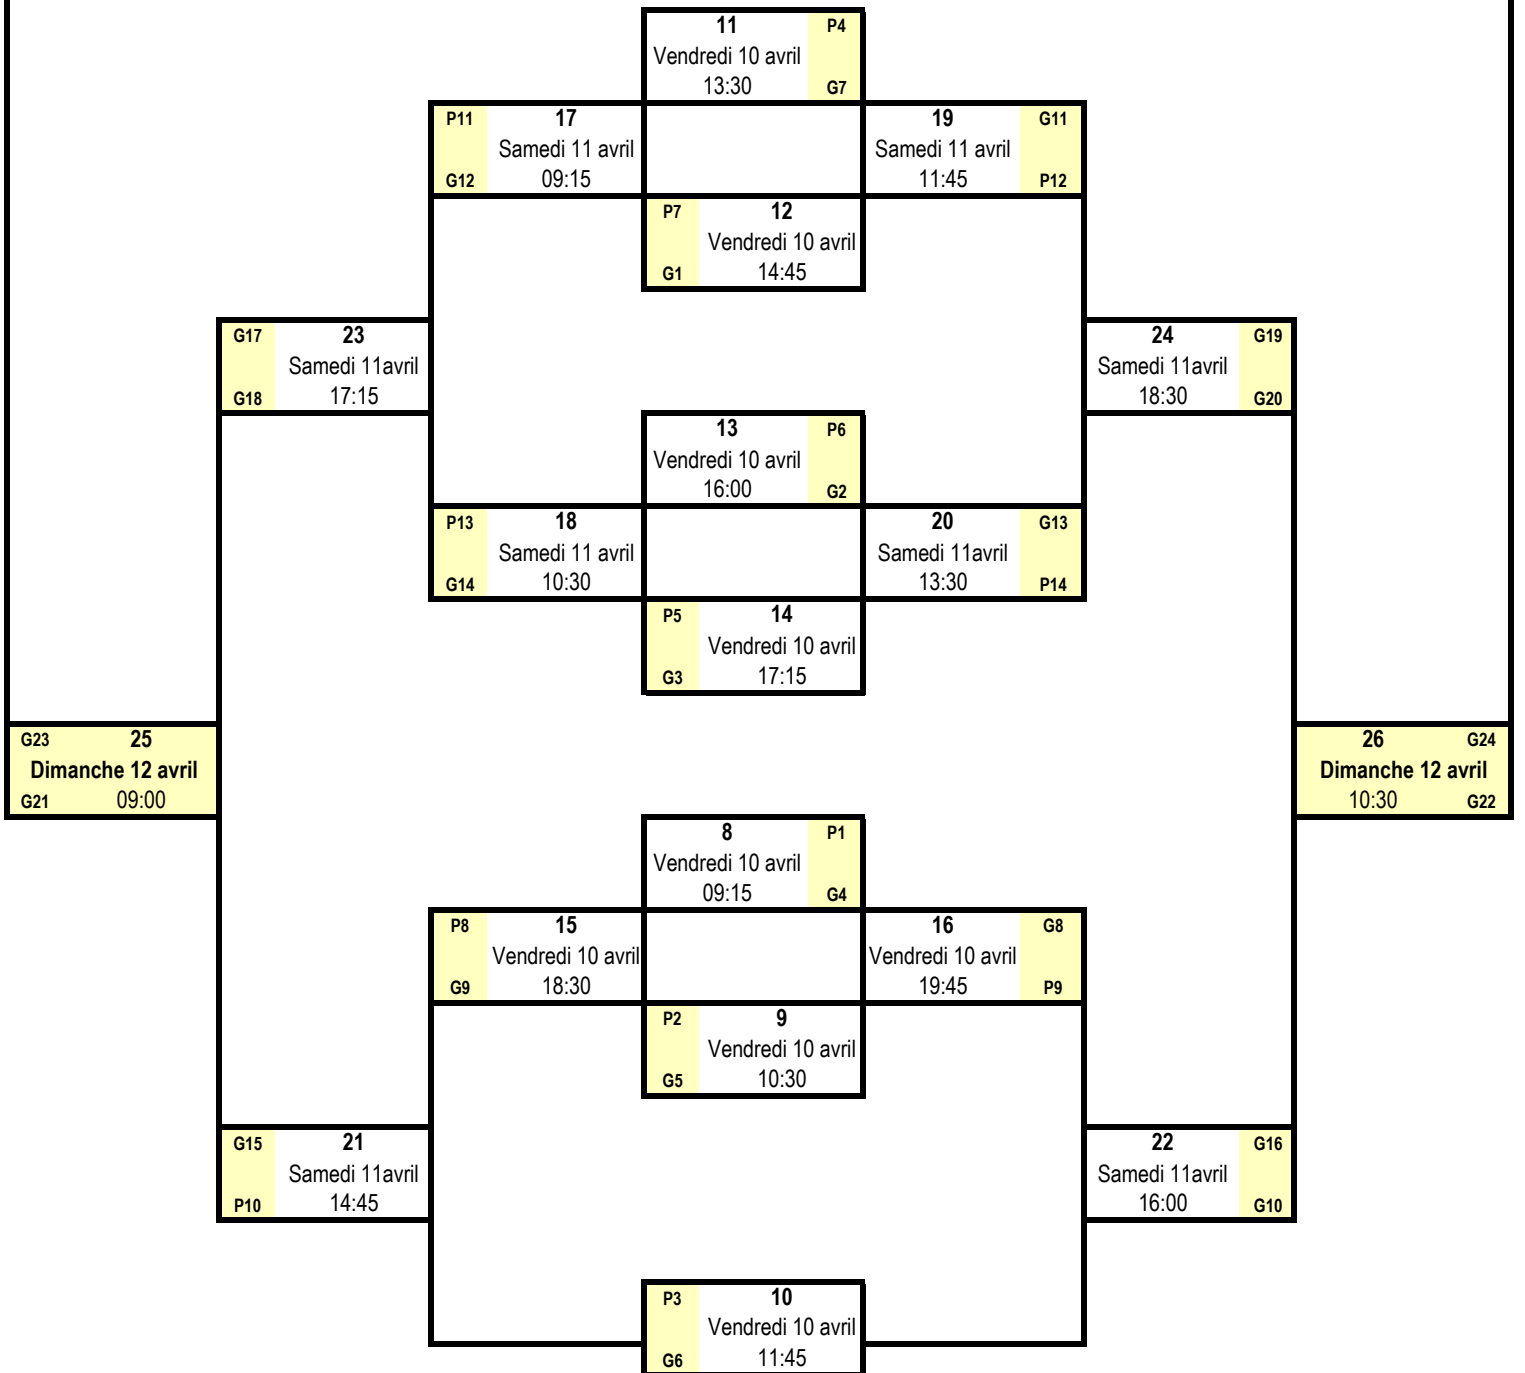 11 P4
Vendredi 10 avril
13:30 G7
P11 17
Samedi 11 avril
G12 09:15
19 G11
Samedi 11 avril
11:45 P12
P7 12
Vendredi 10 avril
G1 14:45
G17 23
Samedi 11avril
G18 17:15
24 G19
Samedi 11avril
18:30 G20
13 P6
Vendredi 10 avril
16:00 G2
P13 18
Samedi 11 avril
G14 10:30
20 G13
Samedi 11avril
13:30 P14
P5 14
Vendredi 10 avril
G3 17:15
G23 25
Dimanche 12 avril
G21 09:00
26 G24
Dimanche 12 avril
10:30 G22
8 P1
Vendredi 10 avril
09:15 G4
P8 15
Vendredi 10 avril
G9 18:30
16 G8
Vendredi 10 avril
19:45 P9
P2 9
Vendredi 10 avril
G5 10:30
G15 21
Samedi 11avril
P10 14:45
22 G16
Samedi 11avril
16:00 G10
P3 10
Vendredi 10 avril
G6 11:45